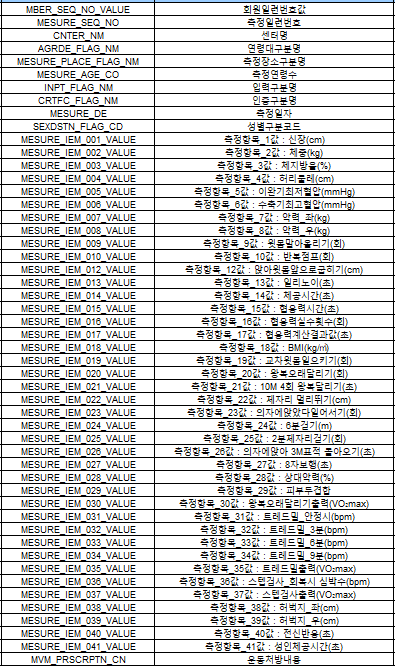 MBER_SEQ_NO_VALUE 회원일련번호값
MESURE_SEQ_NO 측정일련번호
CNTER_NM 센터명
AGRDE_FLAG_NM 연령대구분명
MESURE_PLACE_FLAG_NM 측정장소구분명
MESURE_AGE_CO 측정연령수
INPT_FLAG_NM 입력구분명
CRTFC_FLAG_NM 인증구분명
MESURE_DE 측정일자
SEXDSTN_FLAG_CD 성별구분코드
MESURE_IEM_001_VALUE 측정항목_1값 : 신장(cm)
MESURE_IEM_002_VALUE 측정항목_2값 : 체중(kg)
MESURE_IEM_003_VALUE 측정항목_3값 : 체지방율(%)
MESURE_IEM_004_VALUE 측정항목_4값 : 허리둘레(cm)
MESURE_IEM_005_VALUE 측정항목_5값 : 이완기최저혈압(mmHg)
MESURE_IEM_006_VALUE 측정항목_6값 : 수축기최고혈압(mmHg)
MESURE_IEM_007_VALUE 측정항목_7값 : 악력_좌(kg)
MESURE_IEM_008_VALUE 측정항목_8값 : 악력_우(kg)
MESURE_IEM_009_VALUE 측정항목_9값 : 윗몸말아올리기(회)
MESURE_IEM_010_VALUE 측정항목_10값 : 반복점프(회)
MESURE_IEM_012_VALUE 측정항목_12값 : 앉아윗몸앞으로굽히기(cm)
MESURE_IEM_013_VALUE 측정항목_13값 : 일리노이(초)
MESURE_IEM_014_VALUE 측정항목_14값 : 체공시간(초)
MESURE_IEM_015_VALUE 측정항목_15값 : 협응력시간(초)
MESURE_IEM_016_VALUE 측정항목_16값 : 협응력실수횟수(회)
MESURE_IEM_017_VALUE 측정항목_17값 : 협응력계산결과값(초)
MESURE_IEM_018_VALUE 측정항목_18값 : BMI(kg/㎡)
MESURE_IEM_019_VALUE 측정항목_19값 : 교차윗몸일으키기(회)
MESURE_IEM_020_VALUE 측정항목_20값 : 왕복오래달리기(회)
MESURE_IEM_021_VALUE 측정항목_21값 : 10M 4회 왕복달리기(초)
MESURE_IEM_022_VALUE 측정항목_22값 : 제자리 멀리뛰기(cm)
MESURE_IEM_023_VALUE 측정항목_23값 : 의자에앉았다일어서기(회)
MESURE_IEM_024_VALUE 측정항목_24값 : 6분걷기(m)
MESURE_IEM_025_VALUE 측정항목_25값 : 2분제자리걷기(회)
MESURE_IEM_026_VALUE 측정항목_26값 : 의자에앉아 3M표적 돌아오기(초)
MESURE_IEM_027_VALUE 측정항목_27값 : 8자보행(초)
MESURE_IEM_028_VALUE 측정항목_28값 : 상대악력(%)
MESURE_IEM_029_VALUE 측정항목_29값 : 피부두겹합
MESURE_IEM_030_VALUE 측정항목_30값 : 왕복오래달리기출력(VO₂max)
MESURE_IEM_031_VALUE 측정항목_31값 : 트레드밀_안정시(bpm)
MESURE_IEM_032_VALUE 측정항목_32값 : 트레드밀_3분(bpm)
MESURE_IEM_033_VALUE 측정항목_33값 : 트레드밀_6분(bpm)
MESURE_IEM_034_VALUE 측정항목_34값 : 트레드밀_9분(bpm)
MESURE_IEM_035_VALUE 측정항목_35값 : 트레드밀출력(VO₂max)
MESURE_IEM_036_VALUE 측정항목_36값 : 스텝검사_회복시 심박수(bpm)
MESURE_IEM_037_VALUE 측정항목_37값 : 스텝검사출력(VO₂max)
MESURE_IEM_038_VALUE 측정항목_38값 : 허벅지_좌(cm)
MESURE_IEM_039_VALUE 측정항목_39값 : 허벅지_우(cm)
MESURE_IEM_040_VALUE 측정항목_40값 : 전신반응(초)
MESURE_IEM_041_VALUE 측정항목_41값 : 성인체공시간(초)
MVM_PRSCRPTN_CN 운동처방내용